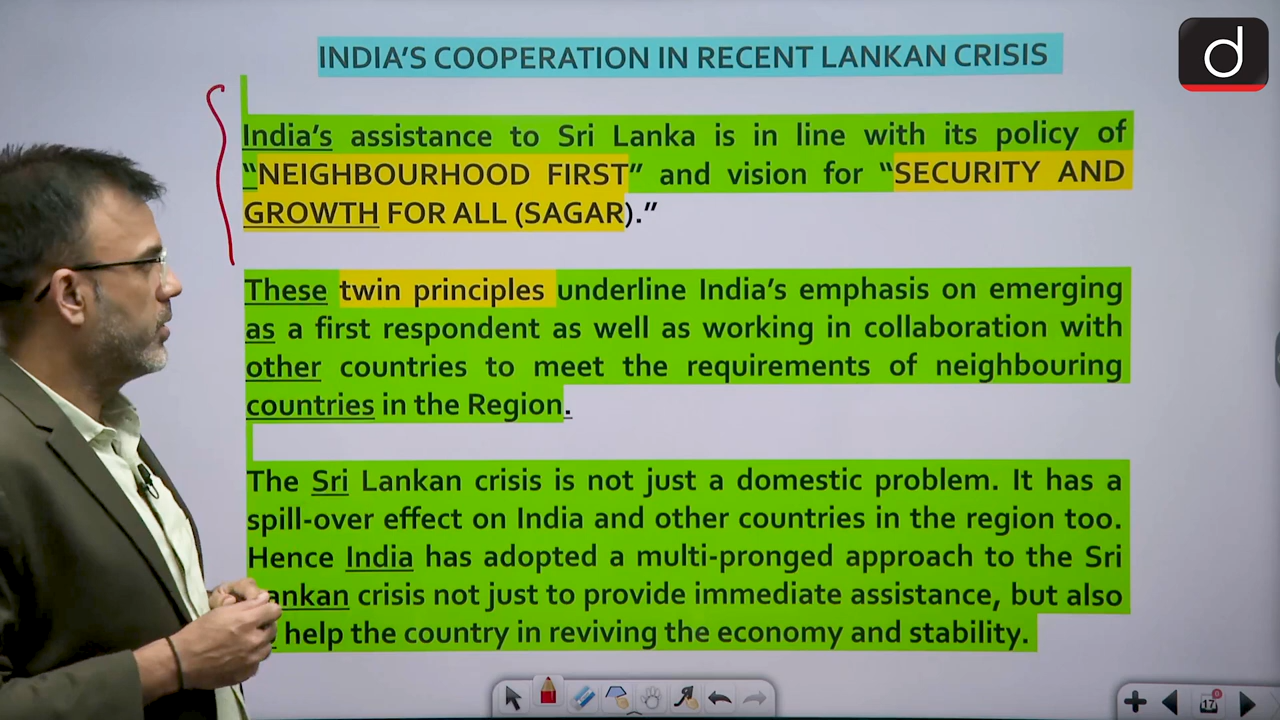 INDIA'S COOPERATION IN RECENT LANKAN CRISIS
d
India's assistance to Sri Lanka is in line with its policy of
“NEIGHBOURHOOD FIRST” and vision for “SECURITY AND
GROWTH FOR ALL (SAGAR).”
These twin principles underline India's emphasis on emerging
as a first respondent as well as working in collaboration with
other countries to meet the requirements of neighbouring
countries in the Region.
The Sri Lankan crisis is not just a domestic problem. It has a
spill-over effect on India and other countries in the region too.
Hence India has adopted a multi-pronged approach to the Sri
ankan crisis not just to provide immediate assistance, but also
help the country in reviving the economy and stability.
17